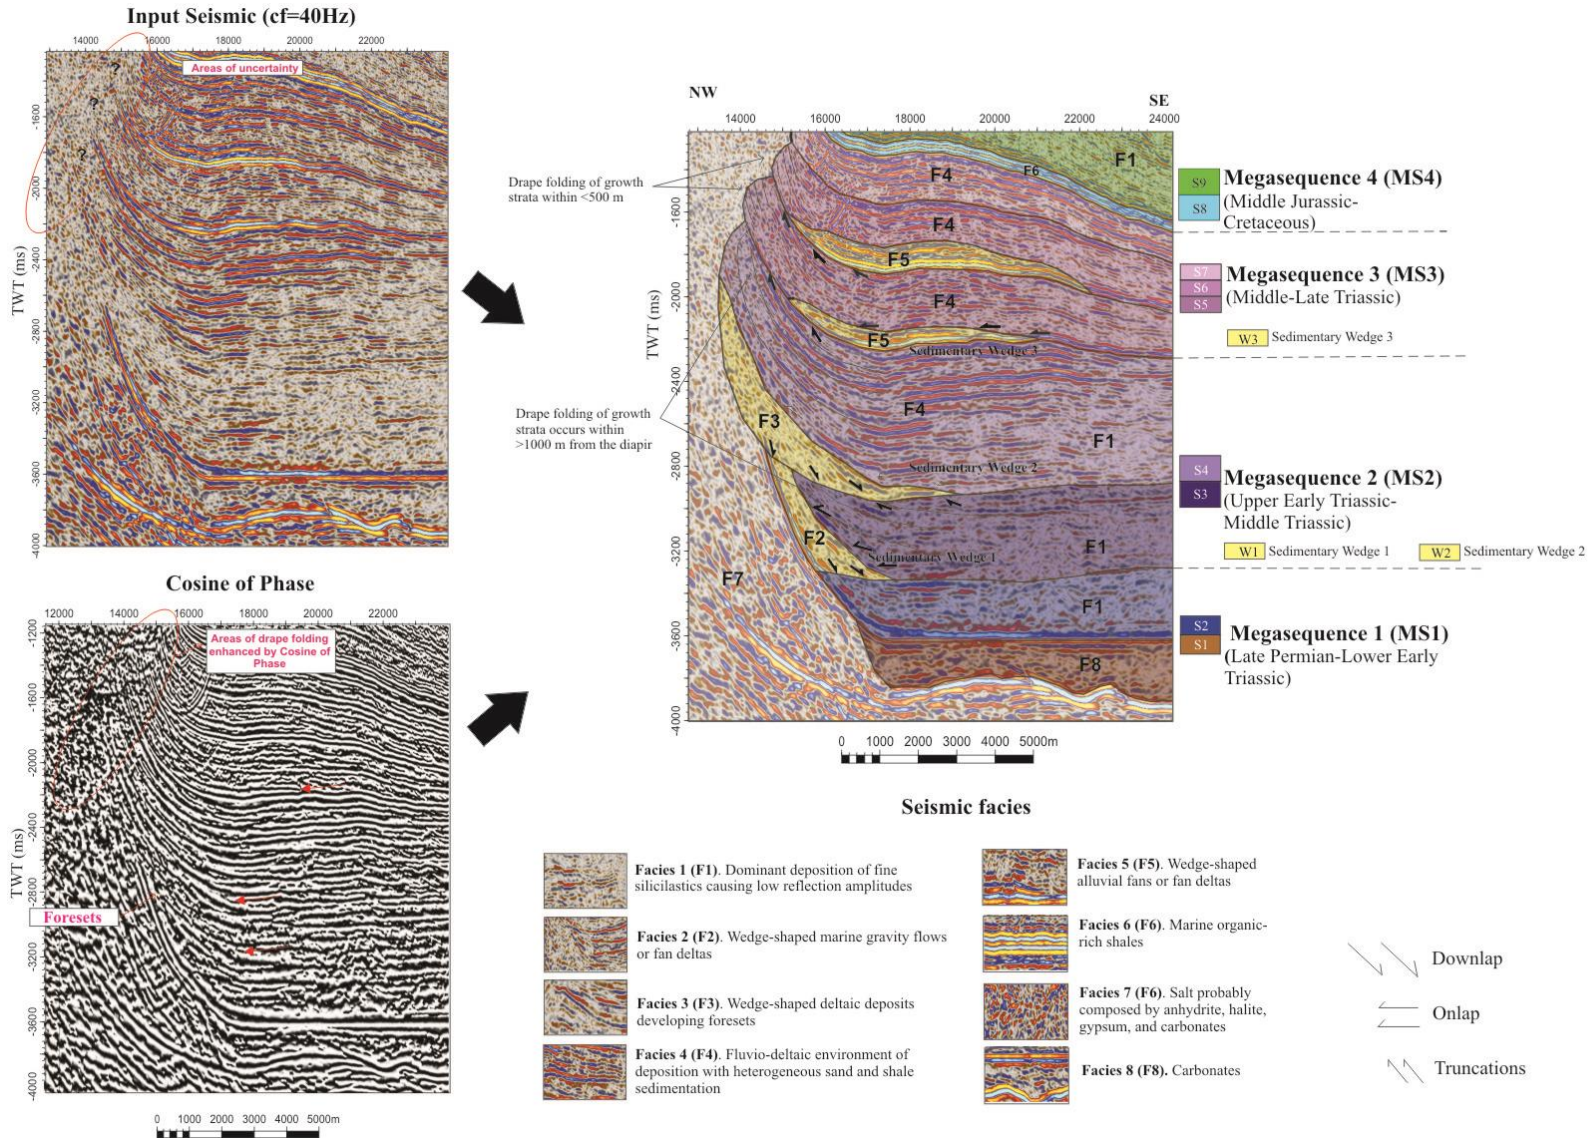 Input Seismic (cf=40Hz)
14000 16000 18000 20000 22000
Areas of uncertainty
?
?
?
TWT (ms)
-1600
-2000
-2400
-2800
-3200
-3600
-4000
Cosine of Phase
12000 14000 16000 18000 20000 22000
Areas of drape folding
enhanced by Cosine of
Phase
Foresets
TWT (ms)
-1200
-1600
-2000
-2400
-2800
-3200
-3600
-4000
0 1000 2000 3000 4000 5000m
NW
SE
14000 16000 18000 20000 22000 24000
TWT (ms)
-1600
-2000
-2400
-2800
-3200
-3600
-4000
Drape folding of growth
strata within <500 m
Drape folding of growth
strata occurs within
>1000 m from the diapir
F1
F4
F6
F4
F5
F4
F5
Sedimentary Wedge 3
F4
F3
F1
Sedimentary Wedge 2
F2
F1
Sedimentary Wedge 1
F7
F1
F8
0 1000 2000 3000 4000 5000m
S9
S8
Megasequence 4 (MS4)
(Middle Jurassic-
Cretaceous)
S7
S6
S5
Megasequence 3 (MS3)
(Middle-Late Triassic)
W3 Sedimentary Wedge 3
S4
S3
Megasequence 2 (MS2)
(Upper Early Triassic-
Middle Triassic)
W1 Sedimentary Wedge 1
W2 Sedimentary Wedge 2
S2
S1
Megasequence 1 (MS1)
(Late Permian-Lower Early
Triassic)
Seismic facies
Facies 1 (F1). Dominant deposition of fine
silicilastics causing low reflection amplitudes
Facies 2 (F2). Wedge-shaped marine gravity flows
or fan deltas
Facies 3 (F3). Wedge-shaped deltaic deposits
developing foresets
Facies 4 (F4). Fluvio-deltaic environment of
deposition with heterogeneous sand and shale
sedimentation
Facies 5 (F5). Wedge-shaped
alluvial fans or fan deltas
Facies 6 (F6). Marine organic-
rich shales
Facies 7 (F6). Salt probably
composed by anhydrite, halite,
gypsum, and carbonates
Facies 8 (F8). Carbonates
Downlap
Onlap
Truncations